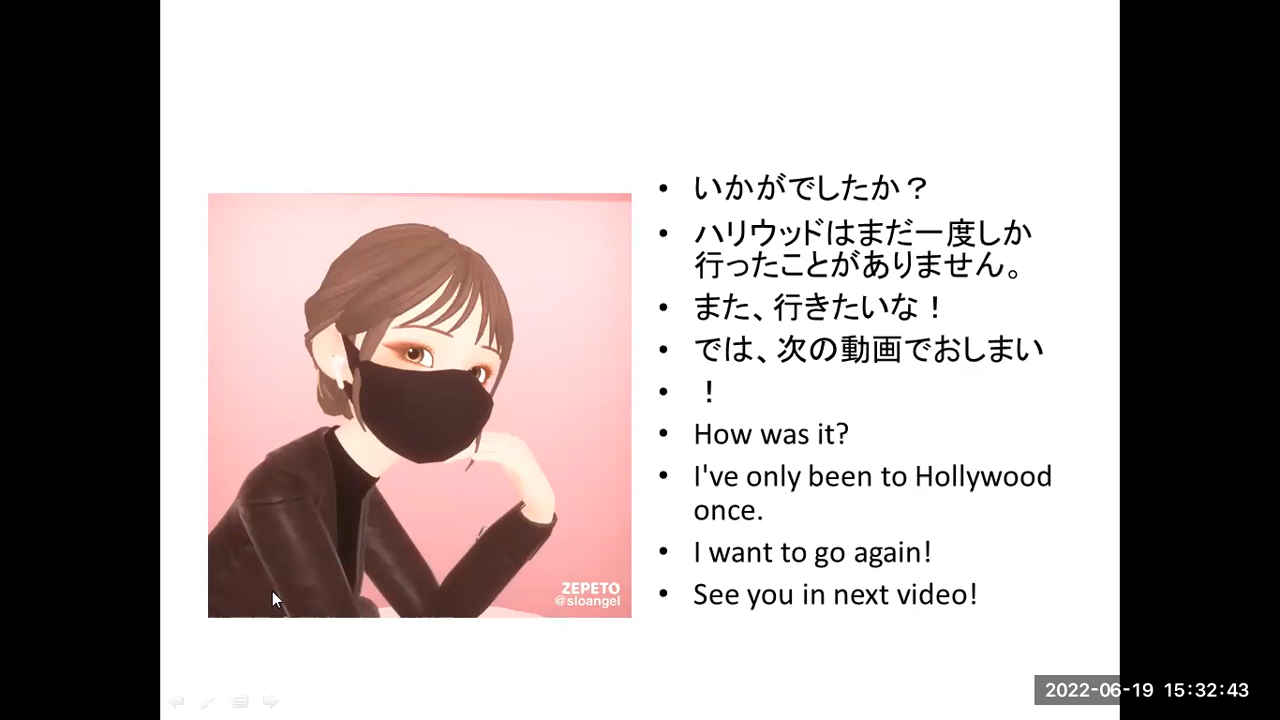 ZEPETO
@sioangel
• いかがでしたか？
• ハリウッドはまだ一度しか
行ったことがありません。
• また、行きたいな！
• では、次の動画でおしまい
• ！
• How was it?
• I've only been to Hollywood
once.
• I want to go again!
• See you in next video!
2022-06-19 15:32:43